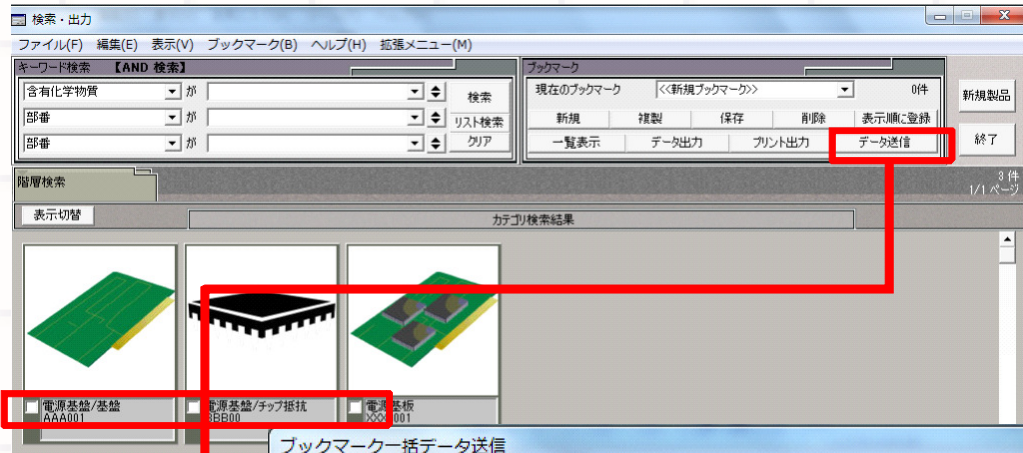 検索・出力
ファイル(F) 編集(E) 表示(V) ブックマーク(B) ヘルプ(H) 拡張メニュー(M)
キーワード検索 【AND 検索】
含有化学物質 が
部番 が
部番 が
検索
リスト検索
クリア
ブックマーク
現在のブックマーク <<新規ブックマーク>> 0件
新規 複製 保存 削除 表示順に登録
一覧表示 データ出力 プリント出力 データ送信
新規製品
終了
階層検索
3 件
1/1 ページ
表示切替
カテゴリ検索結果
電源基盤/基盤
AAA001
電源基盤/チップ抵抗
BBB00
電源基板
001
ブックマーク一括データ送信